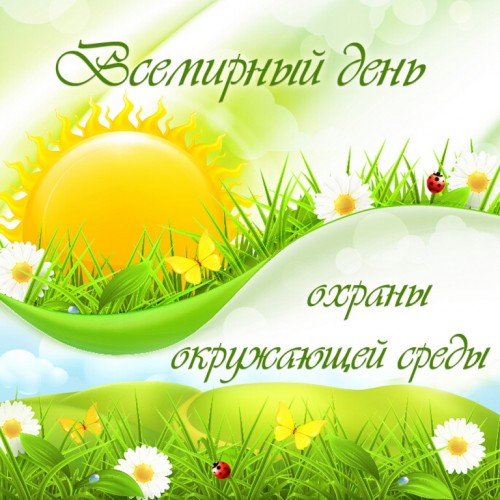 Всемирный день
охраны
окружающей среды